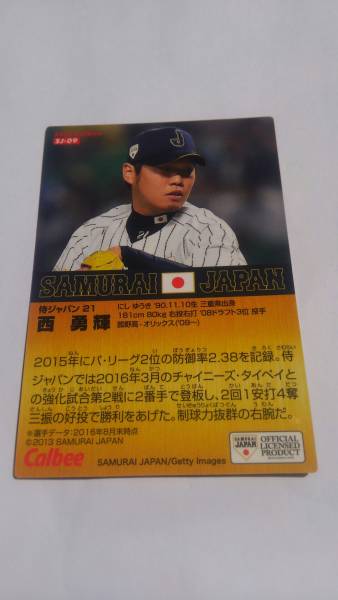 SJ-09
J
21
SAMURAI JAPAN
侍ジャパン 21
西 勇輝
にし ゆうき '90.11.10生 三重県出身
181cm 80kg 右投右打 '08ドラフト3位 投手
菰野高-オリックス('09~)
2015年にパ・リーグ2位の防御率2.38を記録。侍
ジャパンでは2016年3月のチャイニーズ・タイペイと
の強化試合第2戦に2番手で登板し、2回1安打4奪
三振の好投で勝利をあげた。制球力抜群の右腕だ。
※選手データ:2016年8月末時点
©2013 SAMURAI JAPAN
Calbee
SAMURAI JAPAN/Getty Images
SAMURAI
JAPAN
OFFICIAL
LICENSED
PRODUCT